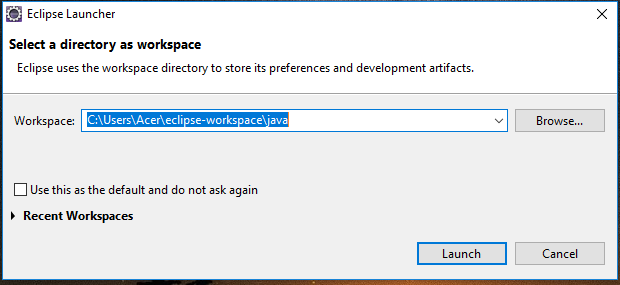 Eclipse Launcher
Select a directory as workspace
Eclipse uses the workspace directory to store its preferences and development artifacts.
Workspace: C:\Users\Acer\eclipse-workspace\java Browse...
Use this as the default and do not ask again
Recent Workspaces
Launch Cancel